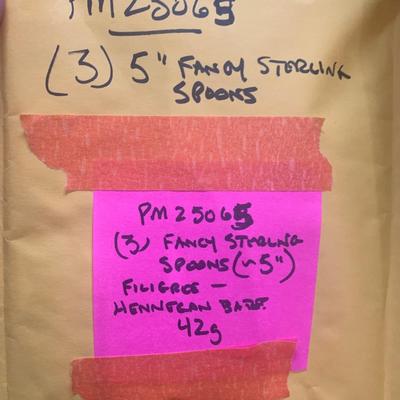 PM25065
(3) 5" FANCY STERLING
SPOONS
PM25065
(3) FANCY STERLING
SPOONS (~5")
FILIGREE -
HENNEGAN BATES
42g